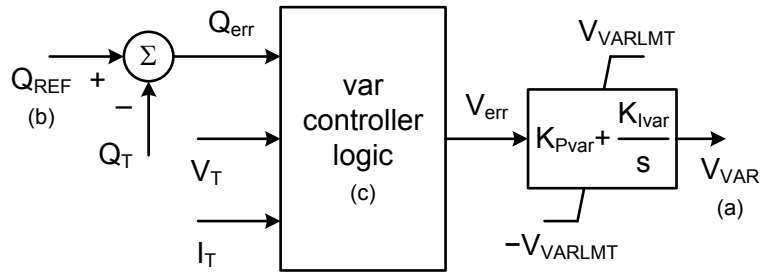 Q_REF
+
(b)
Σ
−
Q_T
Q_err
V_T
I_T
var
controller
logic
(c)
V_err
V_VARLMT
K_Pvar + K_Ivar
s
−V_VARLMT
V_VAR
(a)